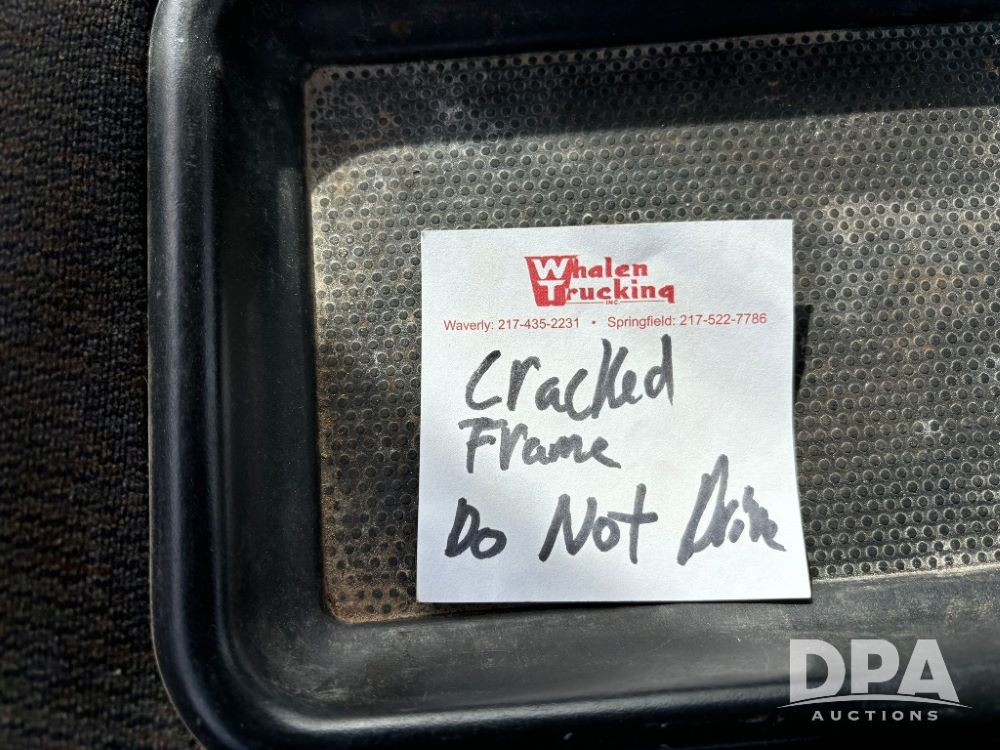 Whalen
Trucking
INC.
Waverly: 217-435-2231 • Springfield: 217-522-7786
Cracked
Frame
Do Not Drive
DPA
AUCTIONS